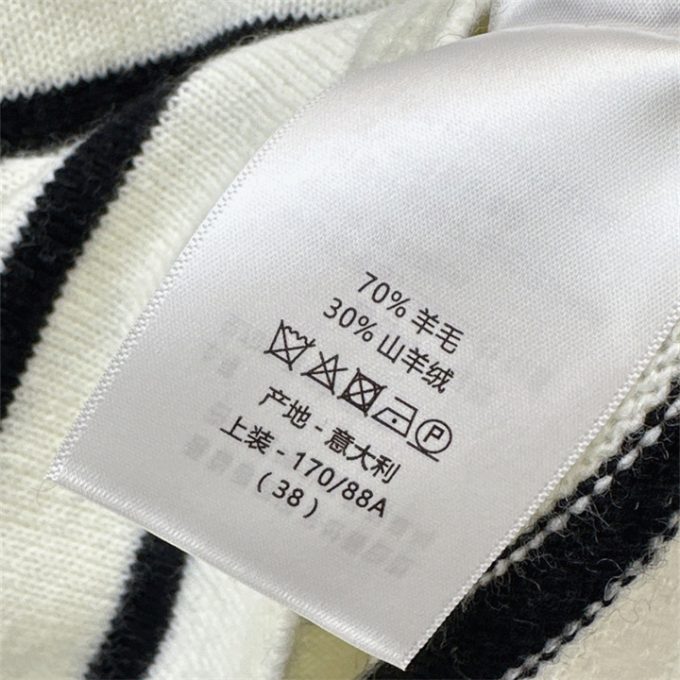 70% 羊毛
30% 山羊绒
P
产地 - 意大利
上装 - 170/88A
(38)